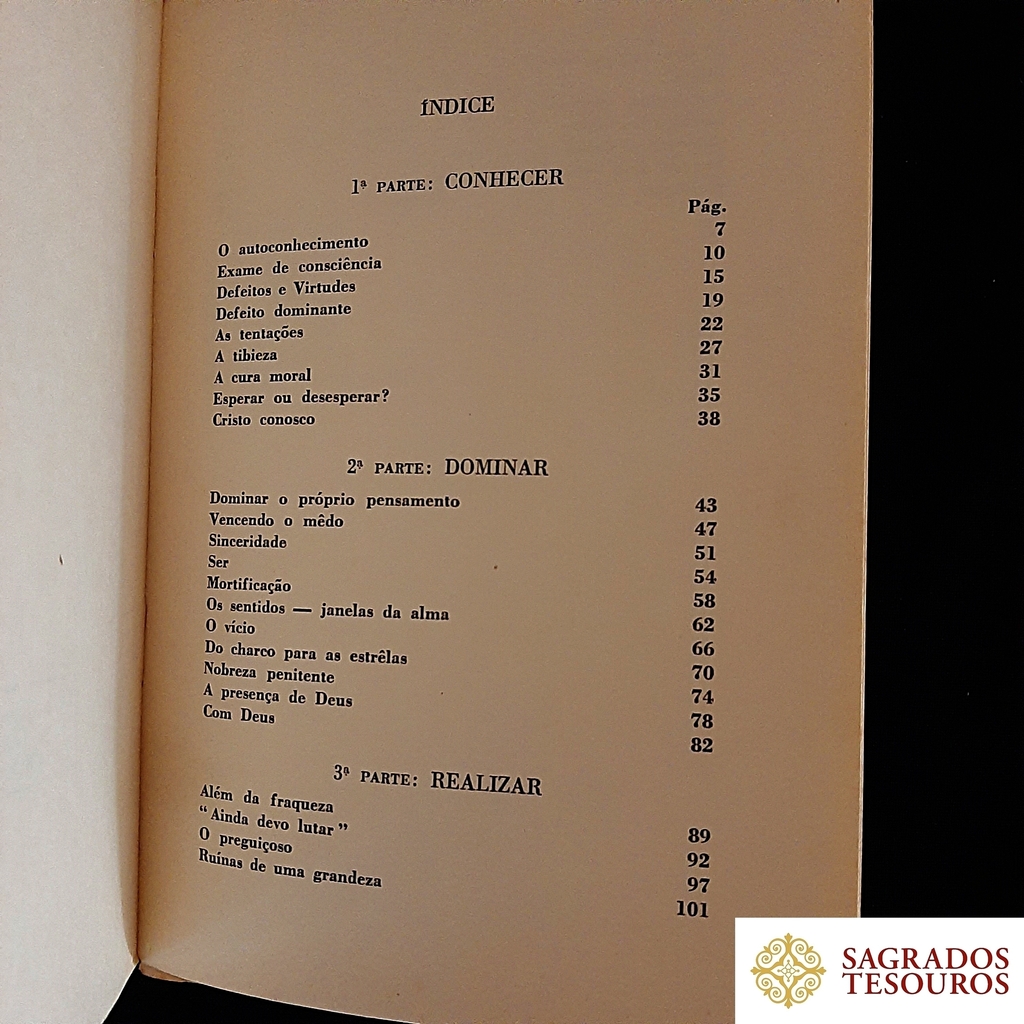 ÍNDICE
1ª PARTE: CONHECER
Pág.
O autoconhecimento 7
Exame de consciência 10
Defeitos e Virtudes 15
Defeito dominante 19
As tentações 22
A tibieza 27
A cura moral 31
Esperar ou desesperar? 35
Cristo conosco 38
2ª PARTE: DOMINAR
Dominar o próprio pensamento 43
Vencendo o mêdo 47
Sinceridade 51
Ser 54
Mortificação 58
Os sentidos — janelas da alma 62
O vício 66
Do charco para as estrêlas 70
Nobreza penitente 74
A presença de Deus 78
Com Deus 82
3ª PARTE: REALIZAR
Além da fraqueza 89
“Ainda devo lutar” 92
O preguiçoso 97
Ruínas de uma grandeza 101
SAGRADOS
TESOUROS